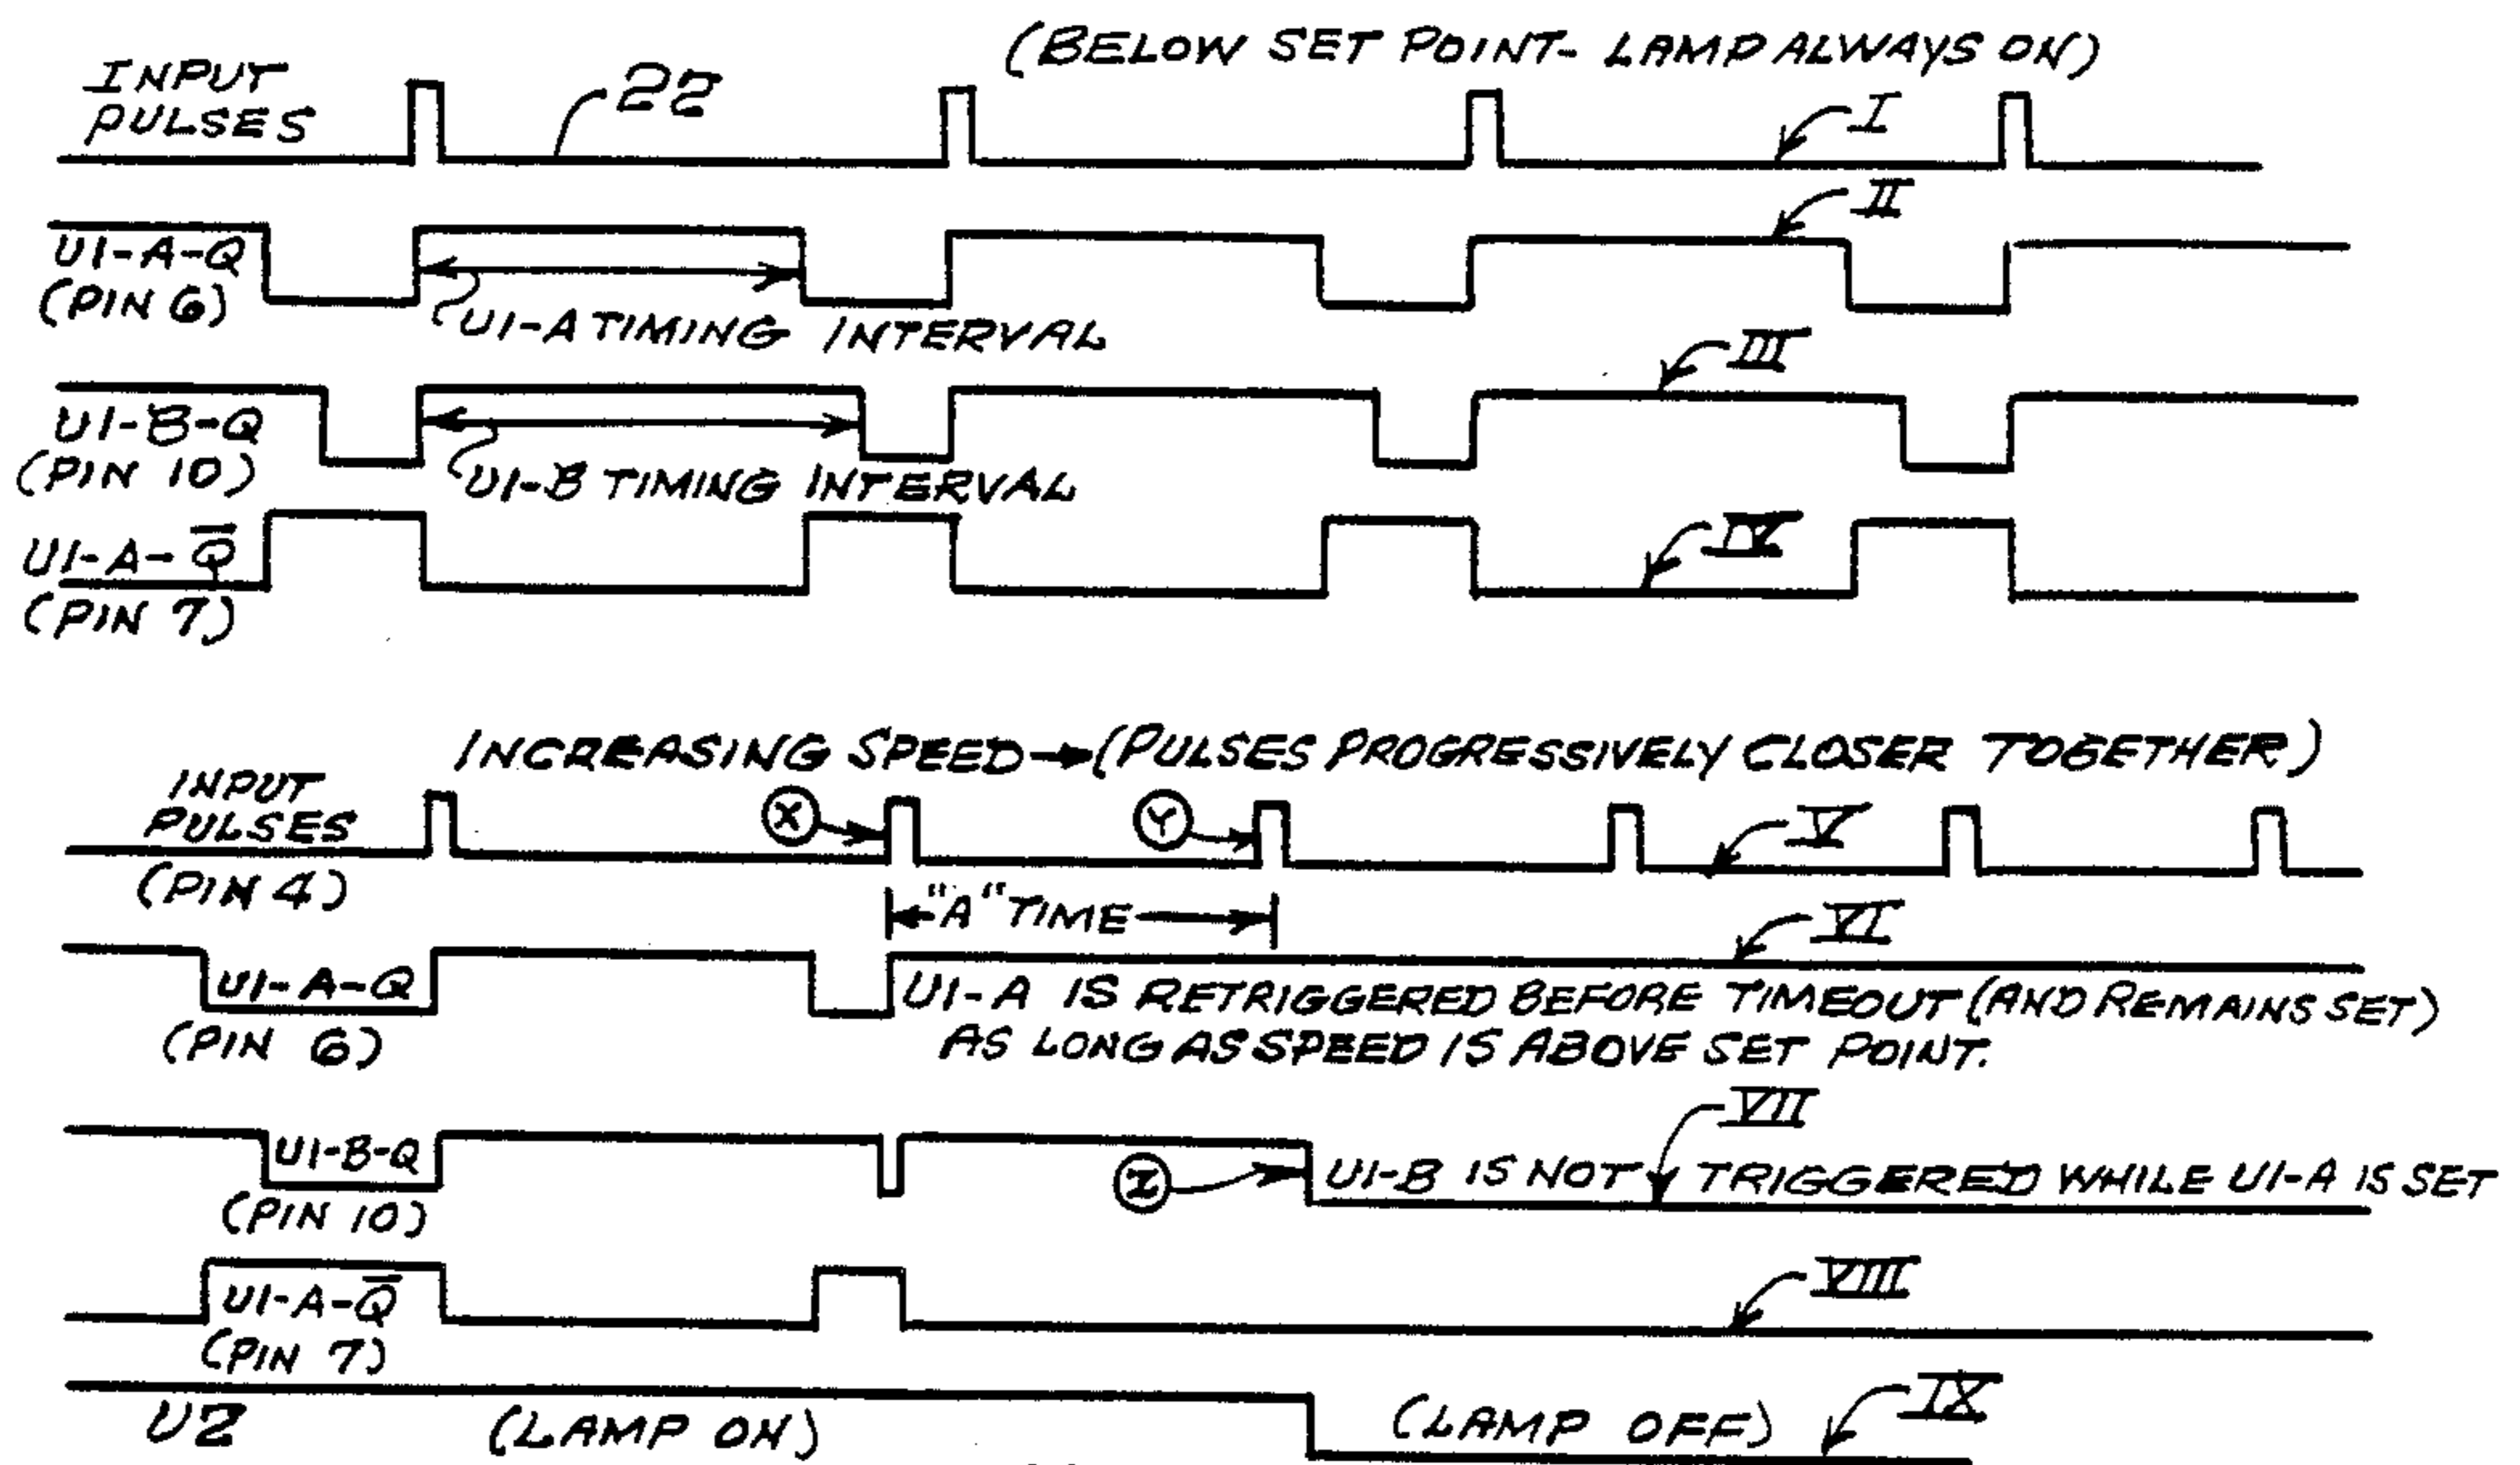 (BELOW SET POINT- LAMP ALWAYS ON)
INPUT
PULSES
22
I
II
U1-A-Q
(PIN 6)
U1-A TIMING INTERVAL
III
U1-B-Q
(PIN 10)
U1-B TIMING INTERVAL
U1-A-Q̅
(PIN 7)
IV
INCREASING SPEED→(PULSES PROGRESSIVELY CLOSER TOGETHER)
INPUT
PULSES
(PIN 4)
X
Y
V
"A" TIME
VI
U1-A-Q
(PIN 6)
U1-A IS RETRIGGERED BEFORE TIMEOUT (AND REMAINS SET)
AS LONG AS SPEED IS ABOVE SET POINT.
VII
U1-B-Q
(PIN 10)
Z
U1-B IS NOT TRIGGERED WHILE U1-A IS SET
U1-A-Q̅
(PIN 7)
VIII
U2
(LAMP ON)
(LAMP OFF)
IX